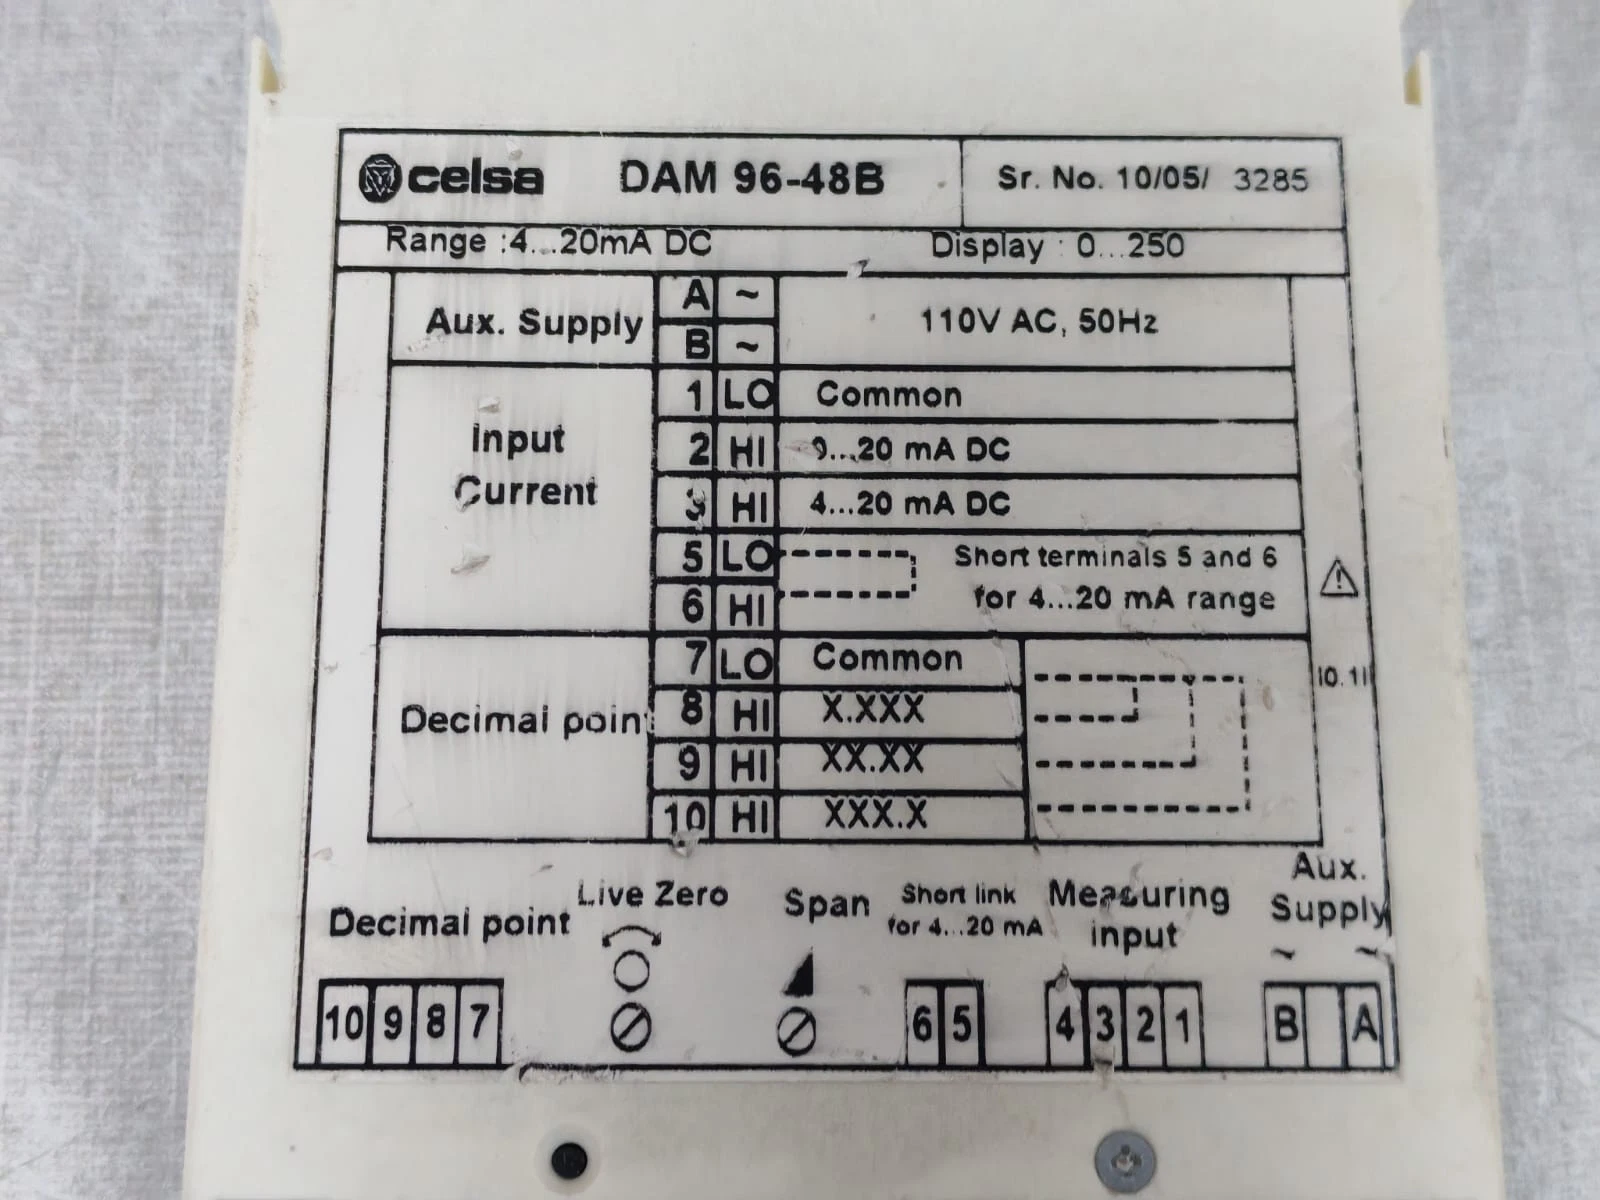 celsa DAM 96-48B Sr. No. 10/05/ 3285
Range :4...20mA DC Display : 0...250
Aux. Supply A ~ 110V AC, 50Hz
B ~
Input Current
1 LO Common
2 HI 0...20 mA DC
3 HI 4...20 mA DC
5 LO Short terminals 5 and 6
6 HI for 4...20 mA range
Decimal point
7 LO Common
8 HI X.XXX
9 HI XX.XX
10 HI XXX.X
10.11
Decimal point
Live Zero
Span
Short link
for 4...20 mA
Measuring
input
Aux.
Supply
~ ~
10 9 8 7 6 5 4 3 2 1 B A